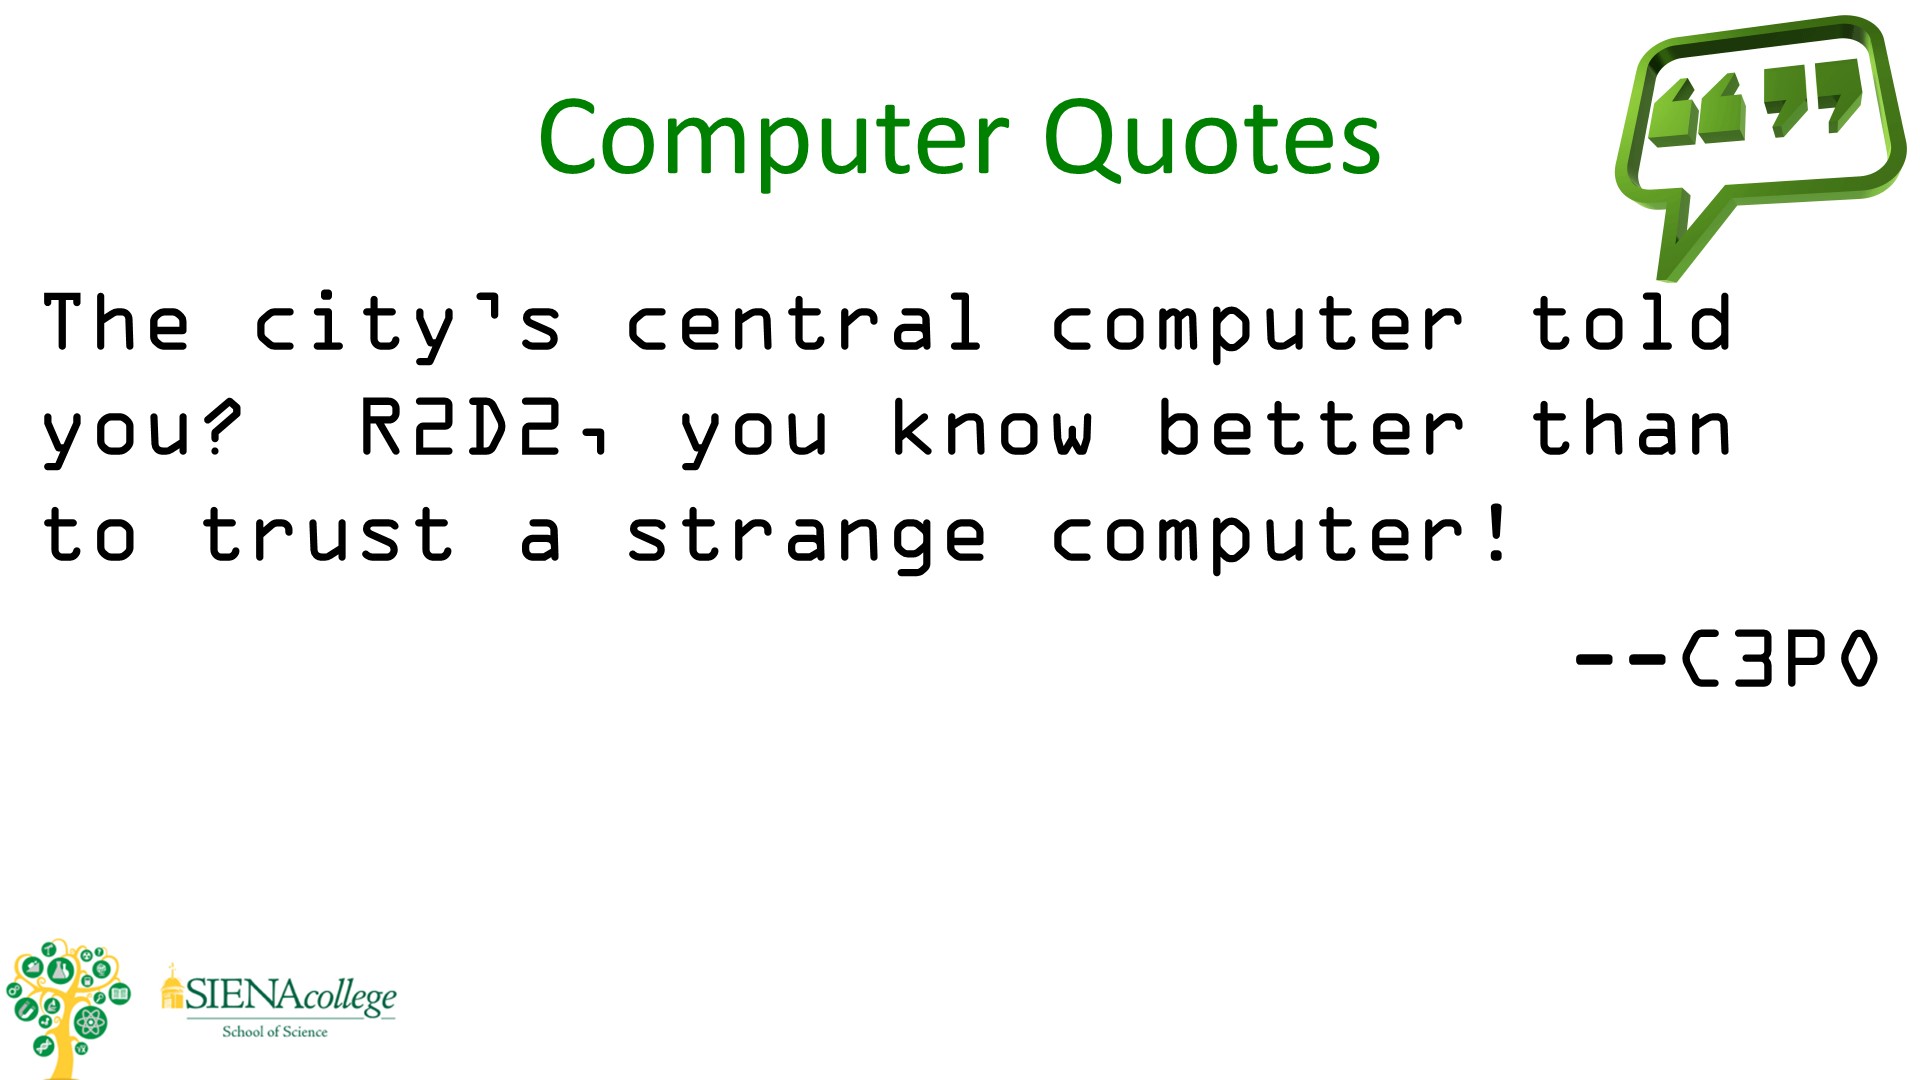 Computer Quotes
The city's central computer told
you?  R2D2, you know better than
to trust a strange computer!
--C3P0
SIENAcollege
School of Science